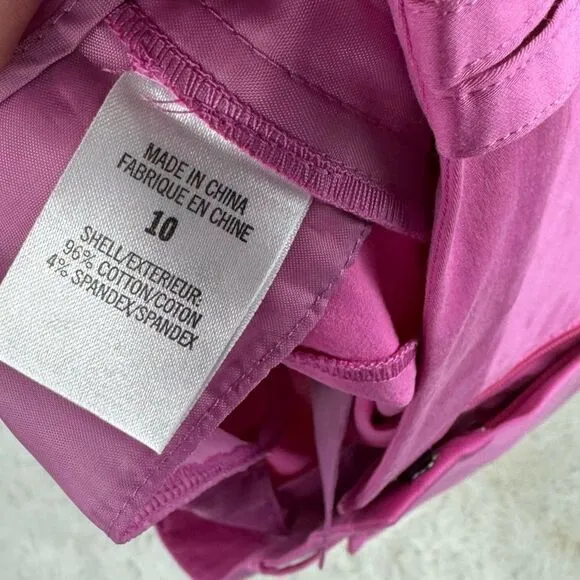 MADE IN CHINA
FABRIQUE EN CHINE
10
SHELL/EXTERIEUR.
96% COTTON/COTON
4% SPANDEX/SPANDEX